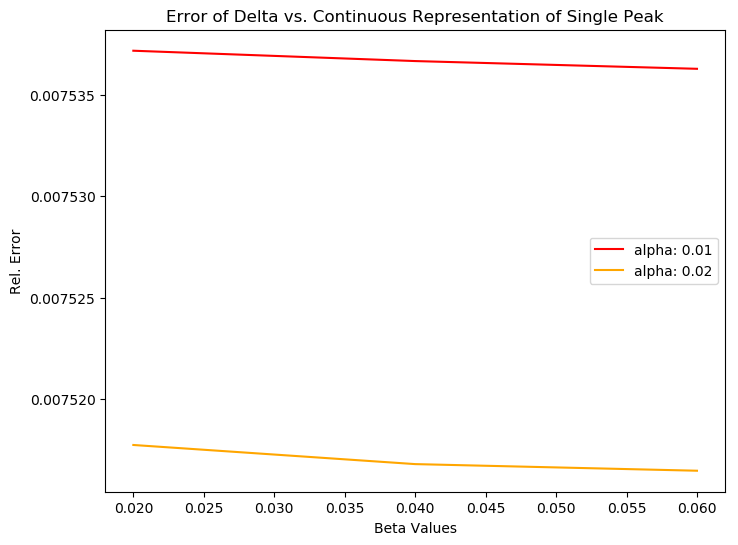 Error of Delta vs. Continuous Representation of Single Peak
Rel. Error
0.007535
0.007530
0.007525
0.007520
alpha: 0.01
alpha: 0.02
0.020 0.025 0.030 0.035 0.040 0.045 0.050 0.055 0.060
Beta Values